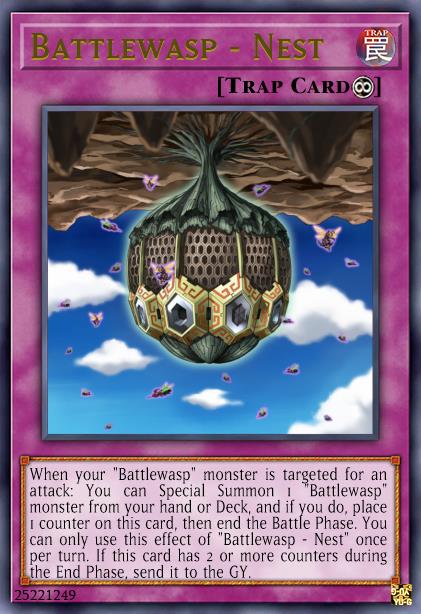 BATTLEWASP - NEST
TRAP
罠
[TRAP CARD]
When your "Battlewasp" monster is targeted for an
attack: You can Special Summon 1 "Battlewasp"
monster from your hand or Deck, and if you do, place
1 counter on this card, then end the Battle Phase. You
can only use this effect of "Battlewasp - Nest" once
per turn. If this card has 2 or more counters during
the End Phase, send it to the GY.
25221249